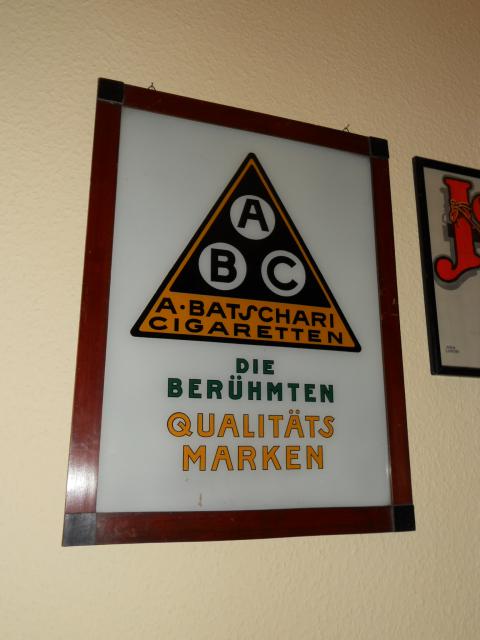 A
B C
A·BATSCHARI
CIGARETTEN
DIE
BERÜHMTEN
QUALITÄTS
MARKEN